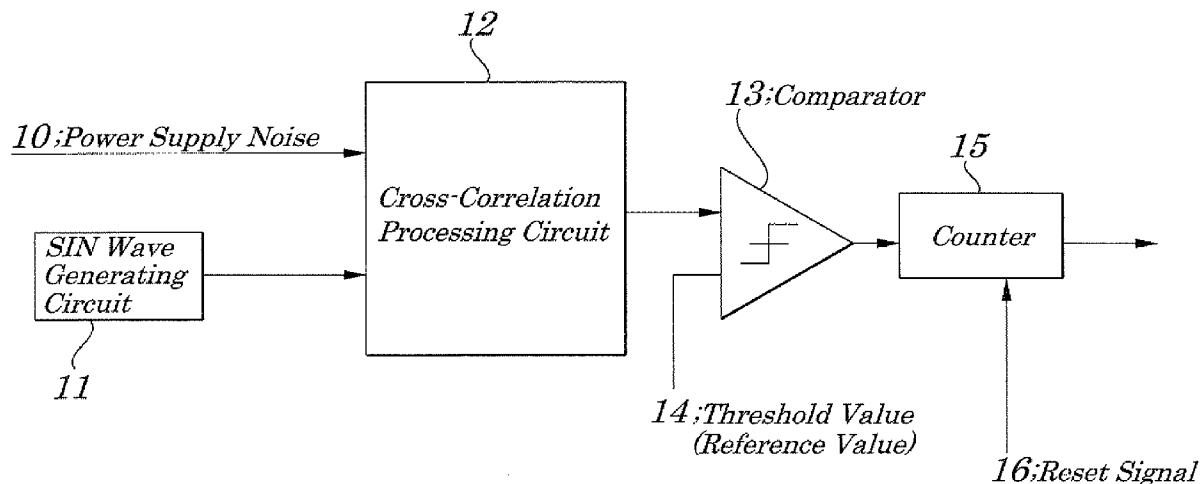 12
10;Power Supply Noise
13;Comparator
15
Cross-Correlation
Processing Circuit
Counter
SIN Wave
Generating
Circuit
11
14;Threshold Value
(Reference Value)
16;Reset Signal